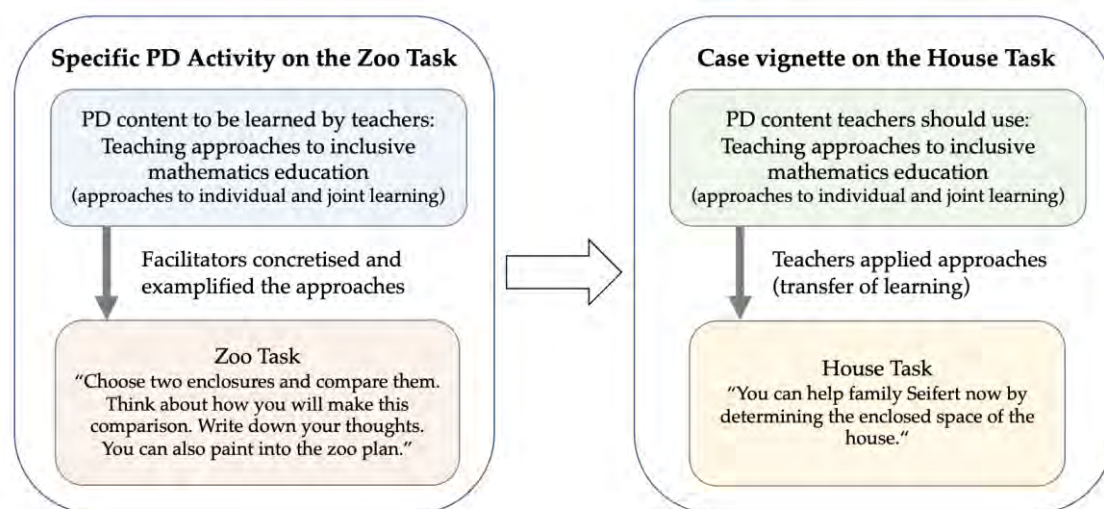 Specific PD Activity on the Zoo Task
PD content to be learned by teachers:
Teaching approaches to inclusive
mathematics education
(approaches to individual and joint learning)
Facilitators concretised and
examplified the approaches
Zoo Task
“Choose two enclosures and compare them.
Think about how you will make this
comparison. Write down your thoughts.
You can also paint into the zoo plan.”
Case vignette on the House Task
PD content teachers should use:
Teaching approaches to inclusive
mathematics education
(approaches to individual and joint learning)
Teachers applied approaches
(transfer of learning)
House Task
“You can help family Seifert now by
determining the enclosed space of the
house.“